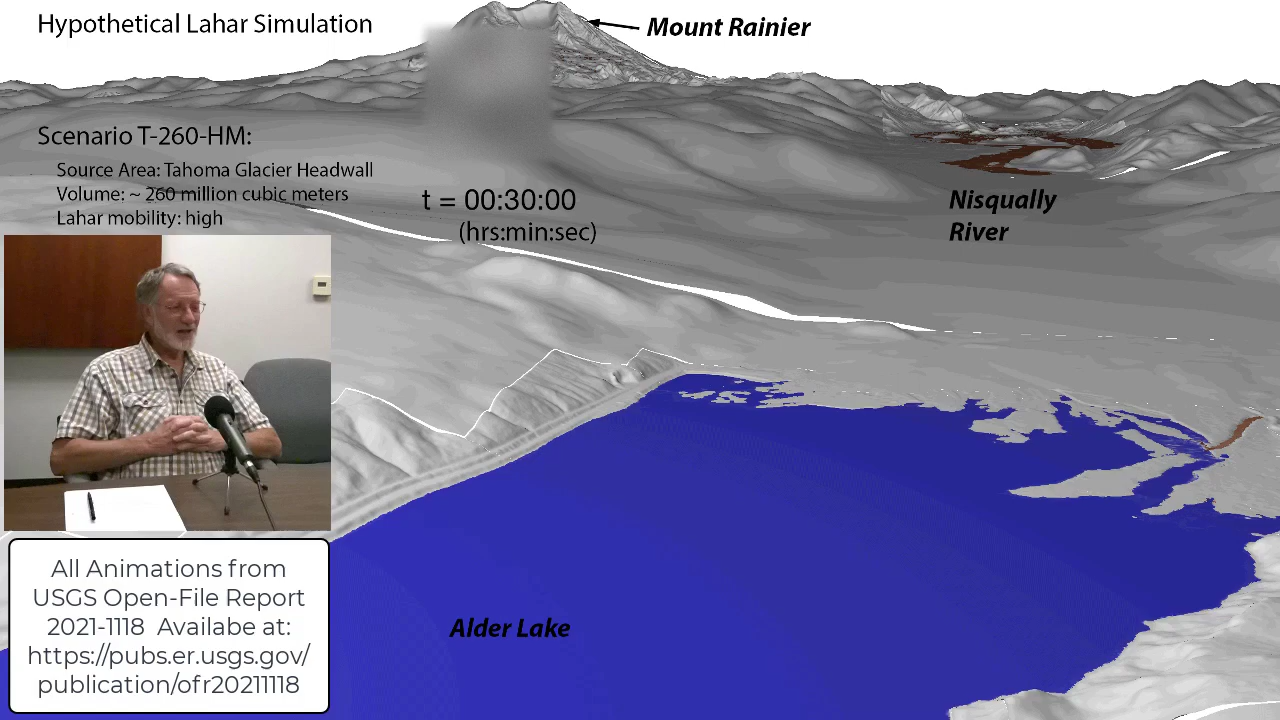 Hypothetical Lahar Simulation
Mount Rainier
Scenario T-260-HM:
Source Area: Tahoma Glacier Headwall
Volume: ~ 260 million cubic meters
Lahar mobility: high
t = 00:30:00
(hrs:min:sec)
Nisqually
River
Alder Lake
All Animations from
USGS Open-File Report
2021-1118 Availabe at:
https://pubs.er.usgs.gov/
publication/ofr20211118